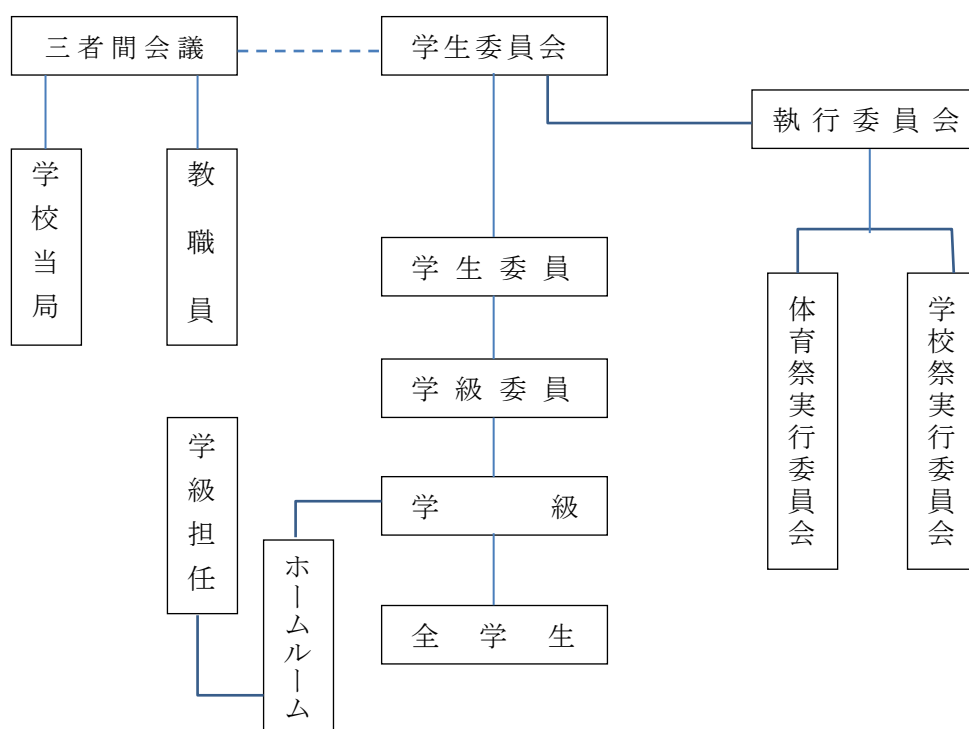 三者間会議
学生委員会
執行委員会
学校当局
教職員
学生委員
体育祭実行委員会
学校祭実行委員会
学級委員
学級担任
学級
ホームルーム
全学生